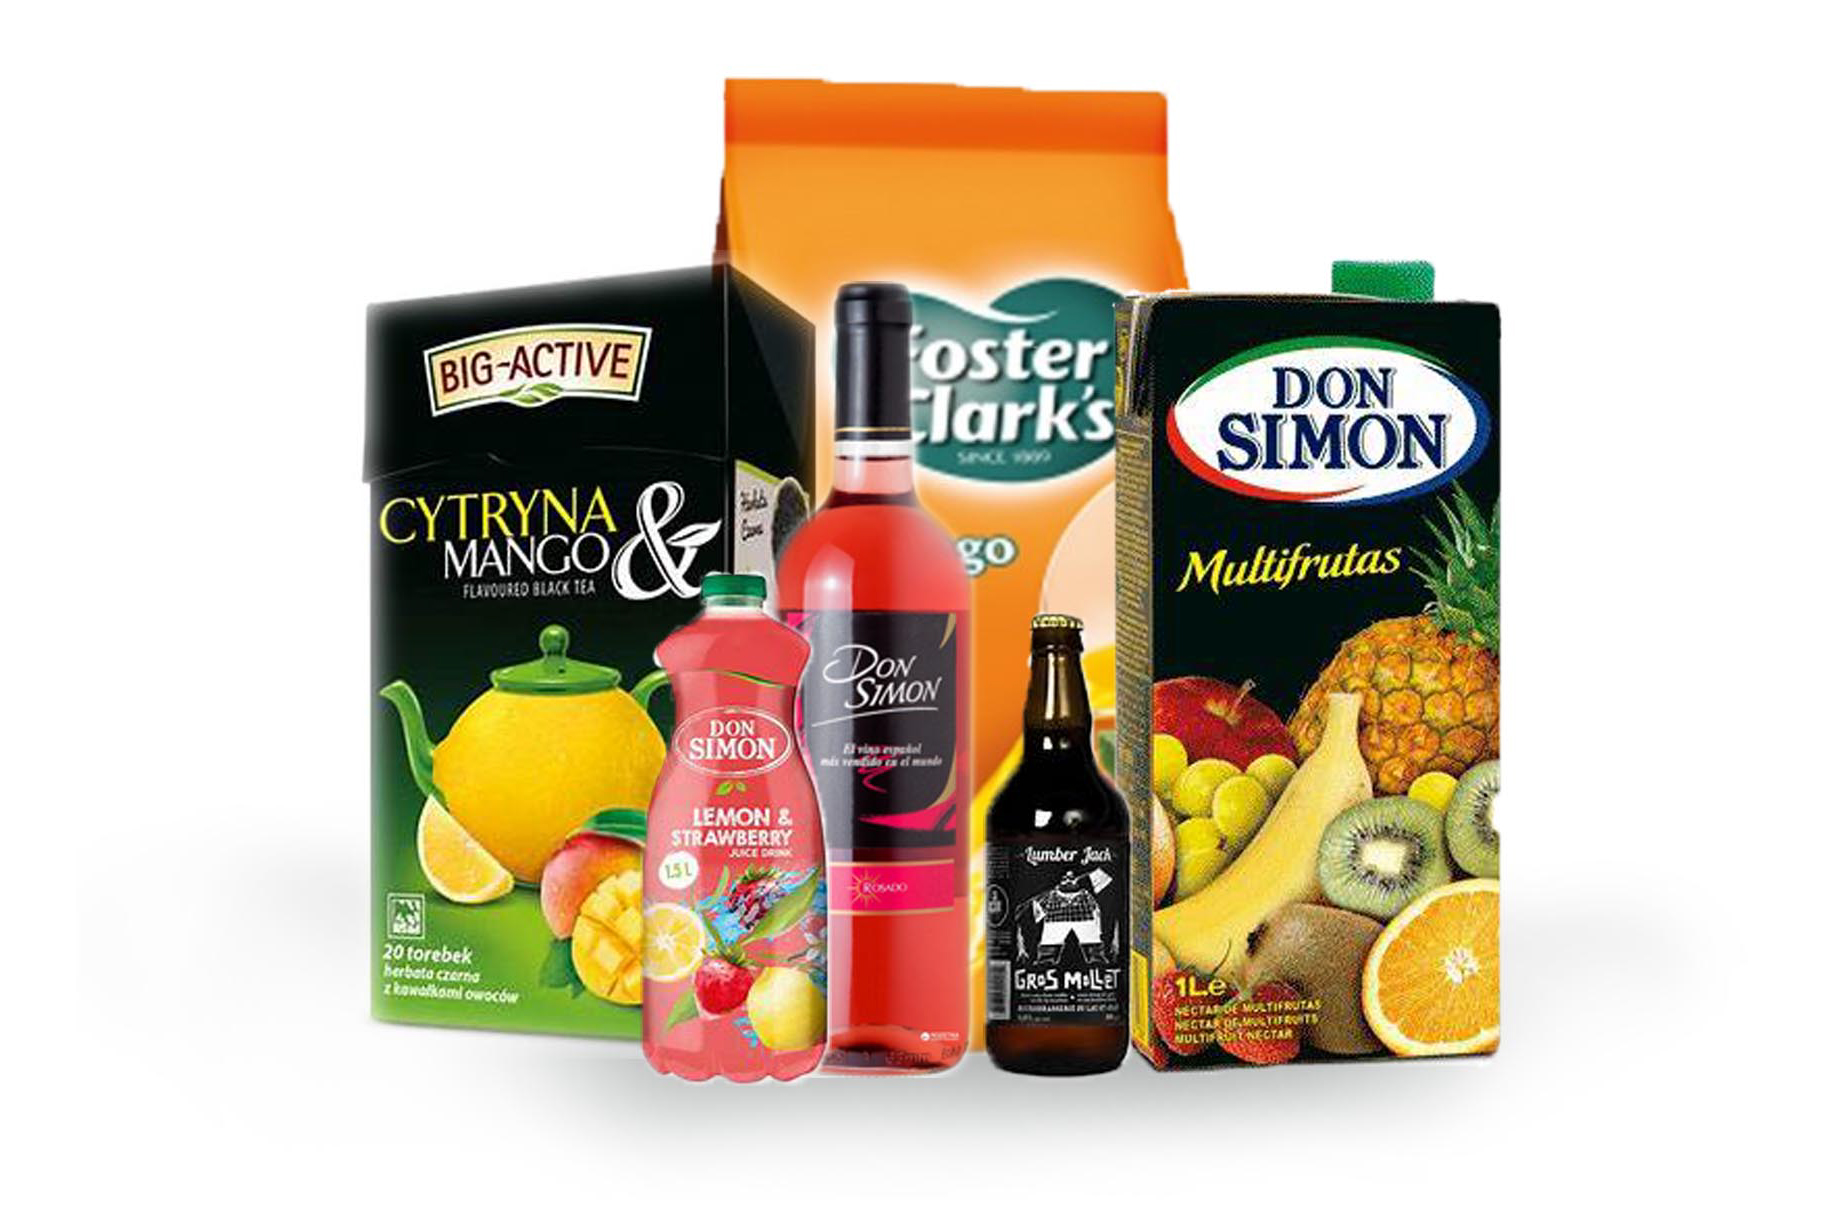 BIG-ACTIVE
CYTRYNA
&
MANGO
FLAVOURED BLACK TEA
20 torebek
herbata czarna
z kawałkami owoców
DON
SIMON
LEMON &
STRAWBERRY
JUICE DRINK
1.5 L
DON
SIMON
El vino español
más vendido en el mundo
ROSADO
Foster
Clark's
SINCE 1889
go
Lumber Jack
GROS MOLLET
DON
SIMON
Multifrutas
1Le
NECTAR DE MULTIFRUTAS
NECTAR DE MULTIFRUITS
MULTIFRUIT NECTAR